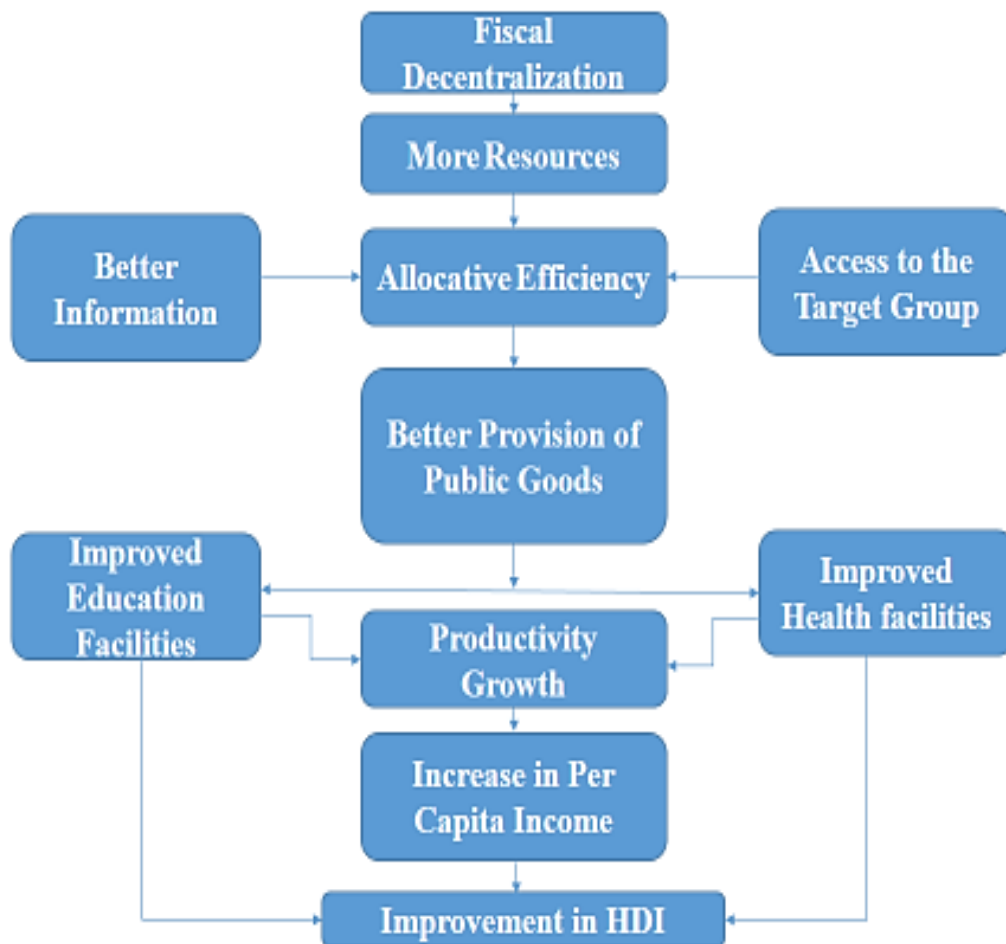 Fiscal
Decentralization
More Resources
Better
Information
Allocative Efficiency
Access to the
Target Group
Better Provision of
Public Goods
Improved
Education
Facilities
Improved
Health facilities
Productivity
Growth
Increase in Per
Capita Income
Improvement in HDI